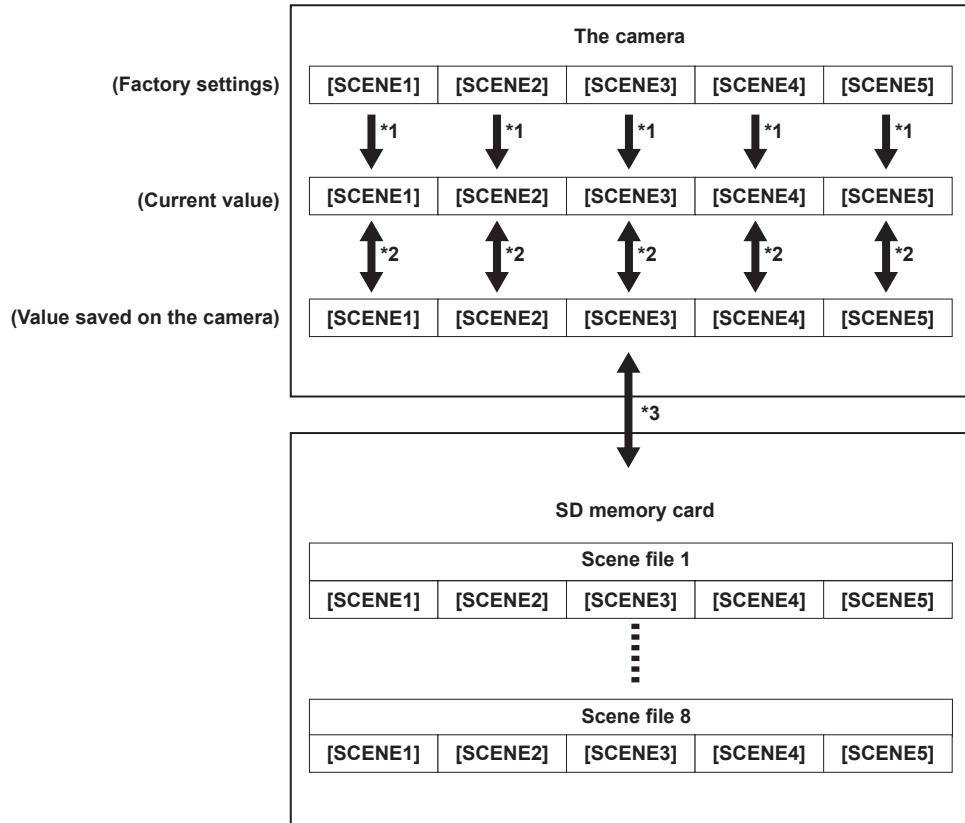 The camera
(Factory settings) [SCENE1] [SCENE2] [SCENE3] [SCENE4] [SCENE5]
*1 *1 *1 *1 *1
(Current value) [SCENE1] [SCENE2] [SCENE3] [SCENE4] [SCENE5]
*2 *2 *2 *2 *2
(Value saved on the camera) [SCENE1] [SCENE2] [SCENE3] [SCENE4] [SCENE5]
*3
SD memory card
Scene file 1
[SCENE1] [SCENE2] [SCENE3] [SCENE4] [SCENE5]
Scene file 8
[SCENE1] [SCENE2] [SCENE3] [SCENE4] [SCENE5]